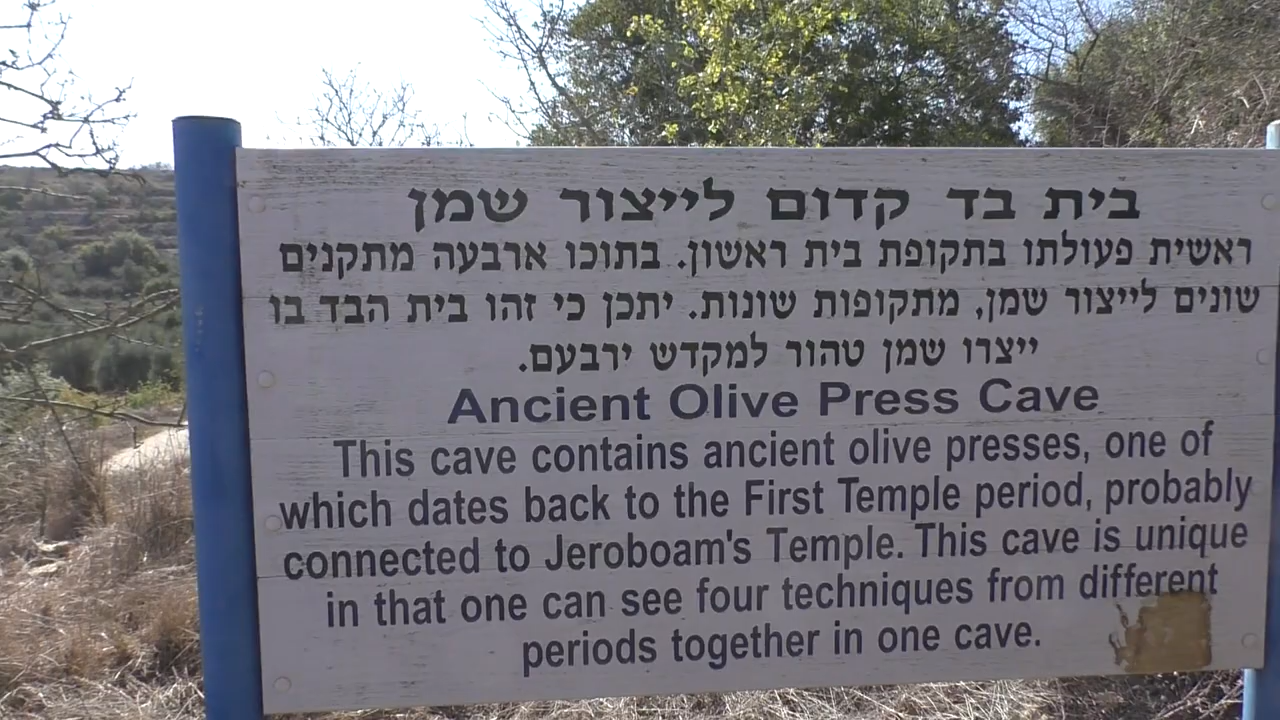 בית בד קדום לייצור שמן
ראשית פעולתו בתקופת בית ראשון. בתוכו ארבעה מתקנים
שונים לייצור שמן, מתקופות שונות. יתכן כי זהו בית הבד בו
ייצרו שמן טהור למקדש ירבעם.
Ancient Olive Press Cave
This cave contains ancient olive presses, one of
which dates back to the First Temple period, probably
connected to Jeroboam's Temple. This cave is unique
in that one can see four techniques from different
periods together in one cave.